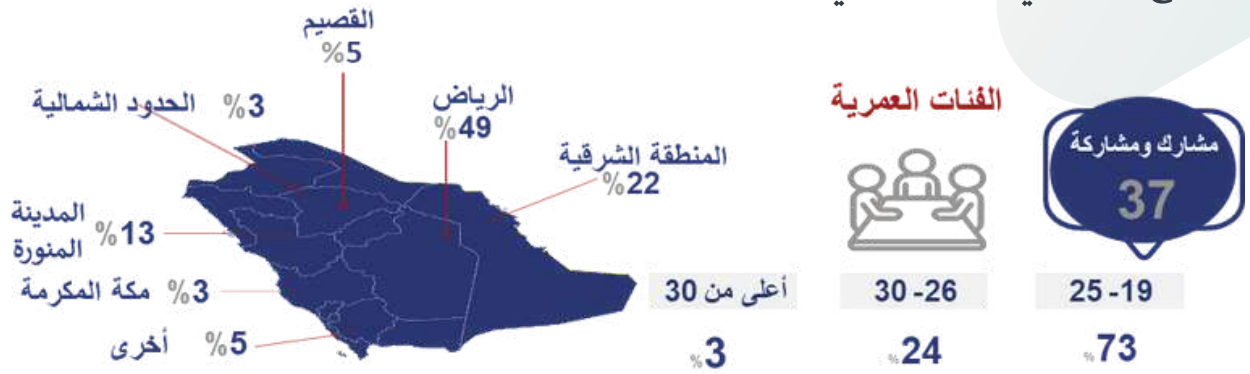 القصيم
%5
الحدود الشمالية %3
الرياض
%49
المنطقة الشرقية
%22
المدينة
المنورة
%13
مكة المكرمة %3
أخرى %5
الفئات العمرية
مشارك ومشاركة
37
25 -19
30 -26
أعلى من 30
%73
%24
%3